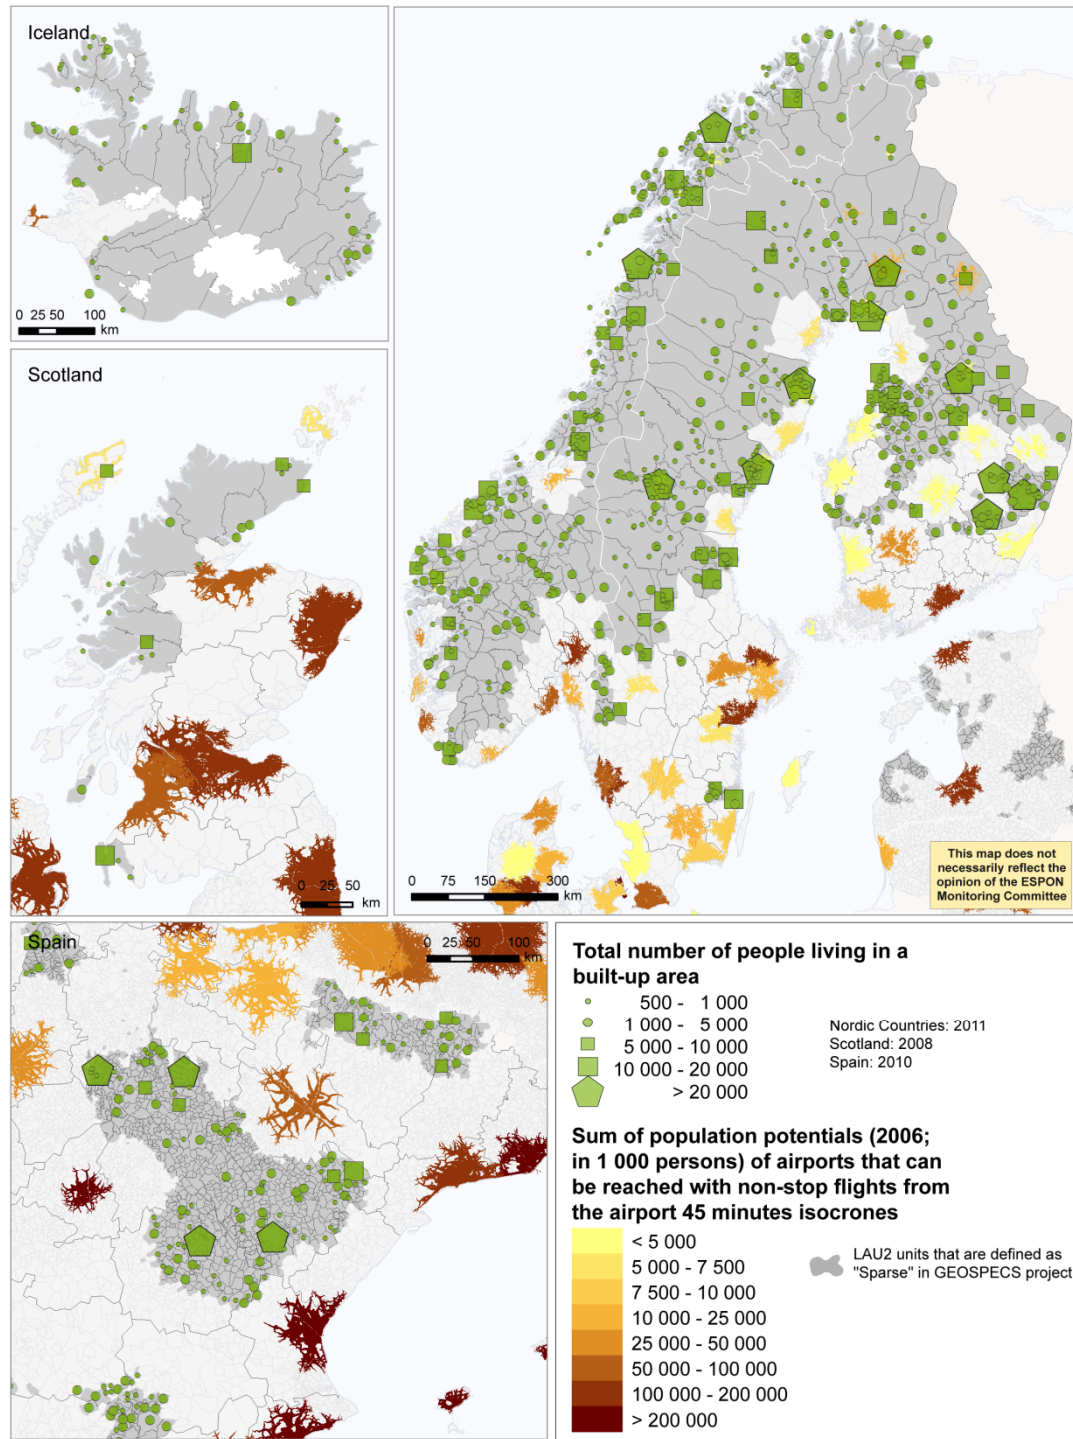 Iceland
0 25 50 100
km
Scotland
0 25 50
km
0 75 150 300
km
This map does not
necessarily reflect the
opinion of the ESPON
Monitoring Committee
Spain
0 25 50 100
km
Total number of people living in a
built-up area
500 - 1 000
1 000 - 5 000
5 000 - 10 000
10 000 - 20 000
> 20 000
Nordic Countries: 2011
Scotland: 2008
Spain: 2010
Sum of population potentials (2006;
in 1 000 persons) of airports that can
be reached with non-stop flights from
the airport 45 minutes isocrones
< 5 000
5 000 - 7 500
7 500 - 10 000
10 000 - 25 000
25 000 - 50 000
50 000 - 100 000
100 000 - 200 000
> 200 000
LAU2 units that are defined as
"Sparse" in GEOSPECS project